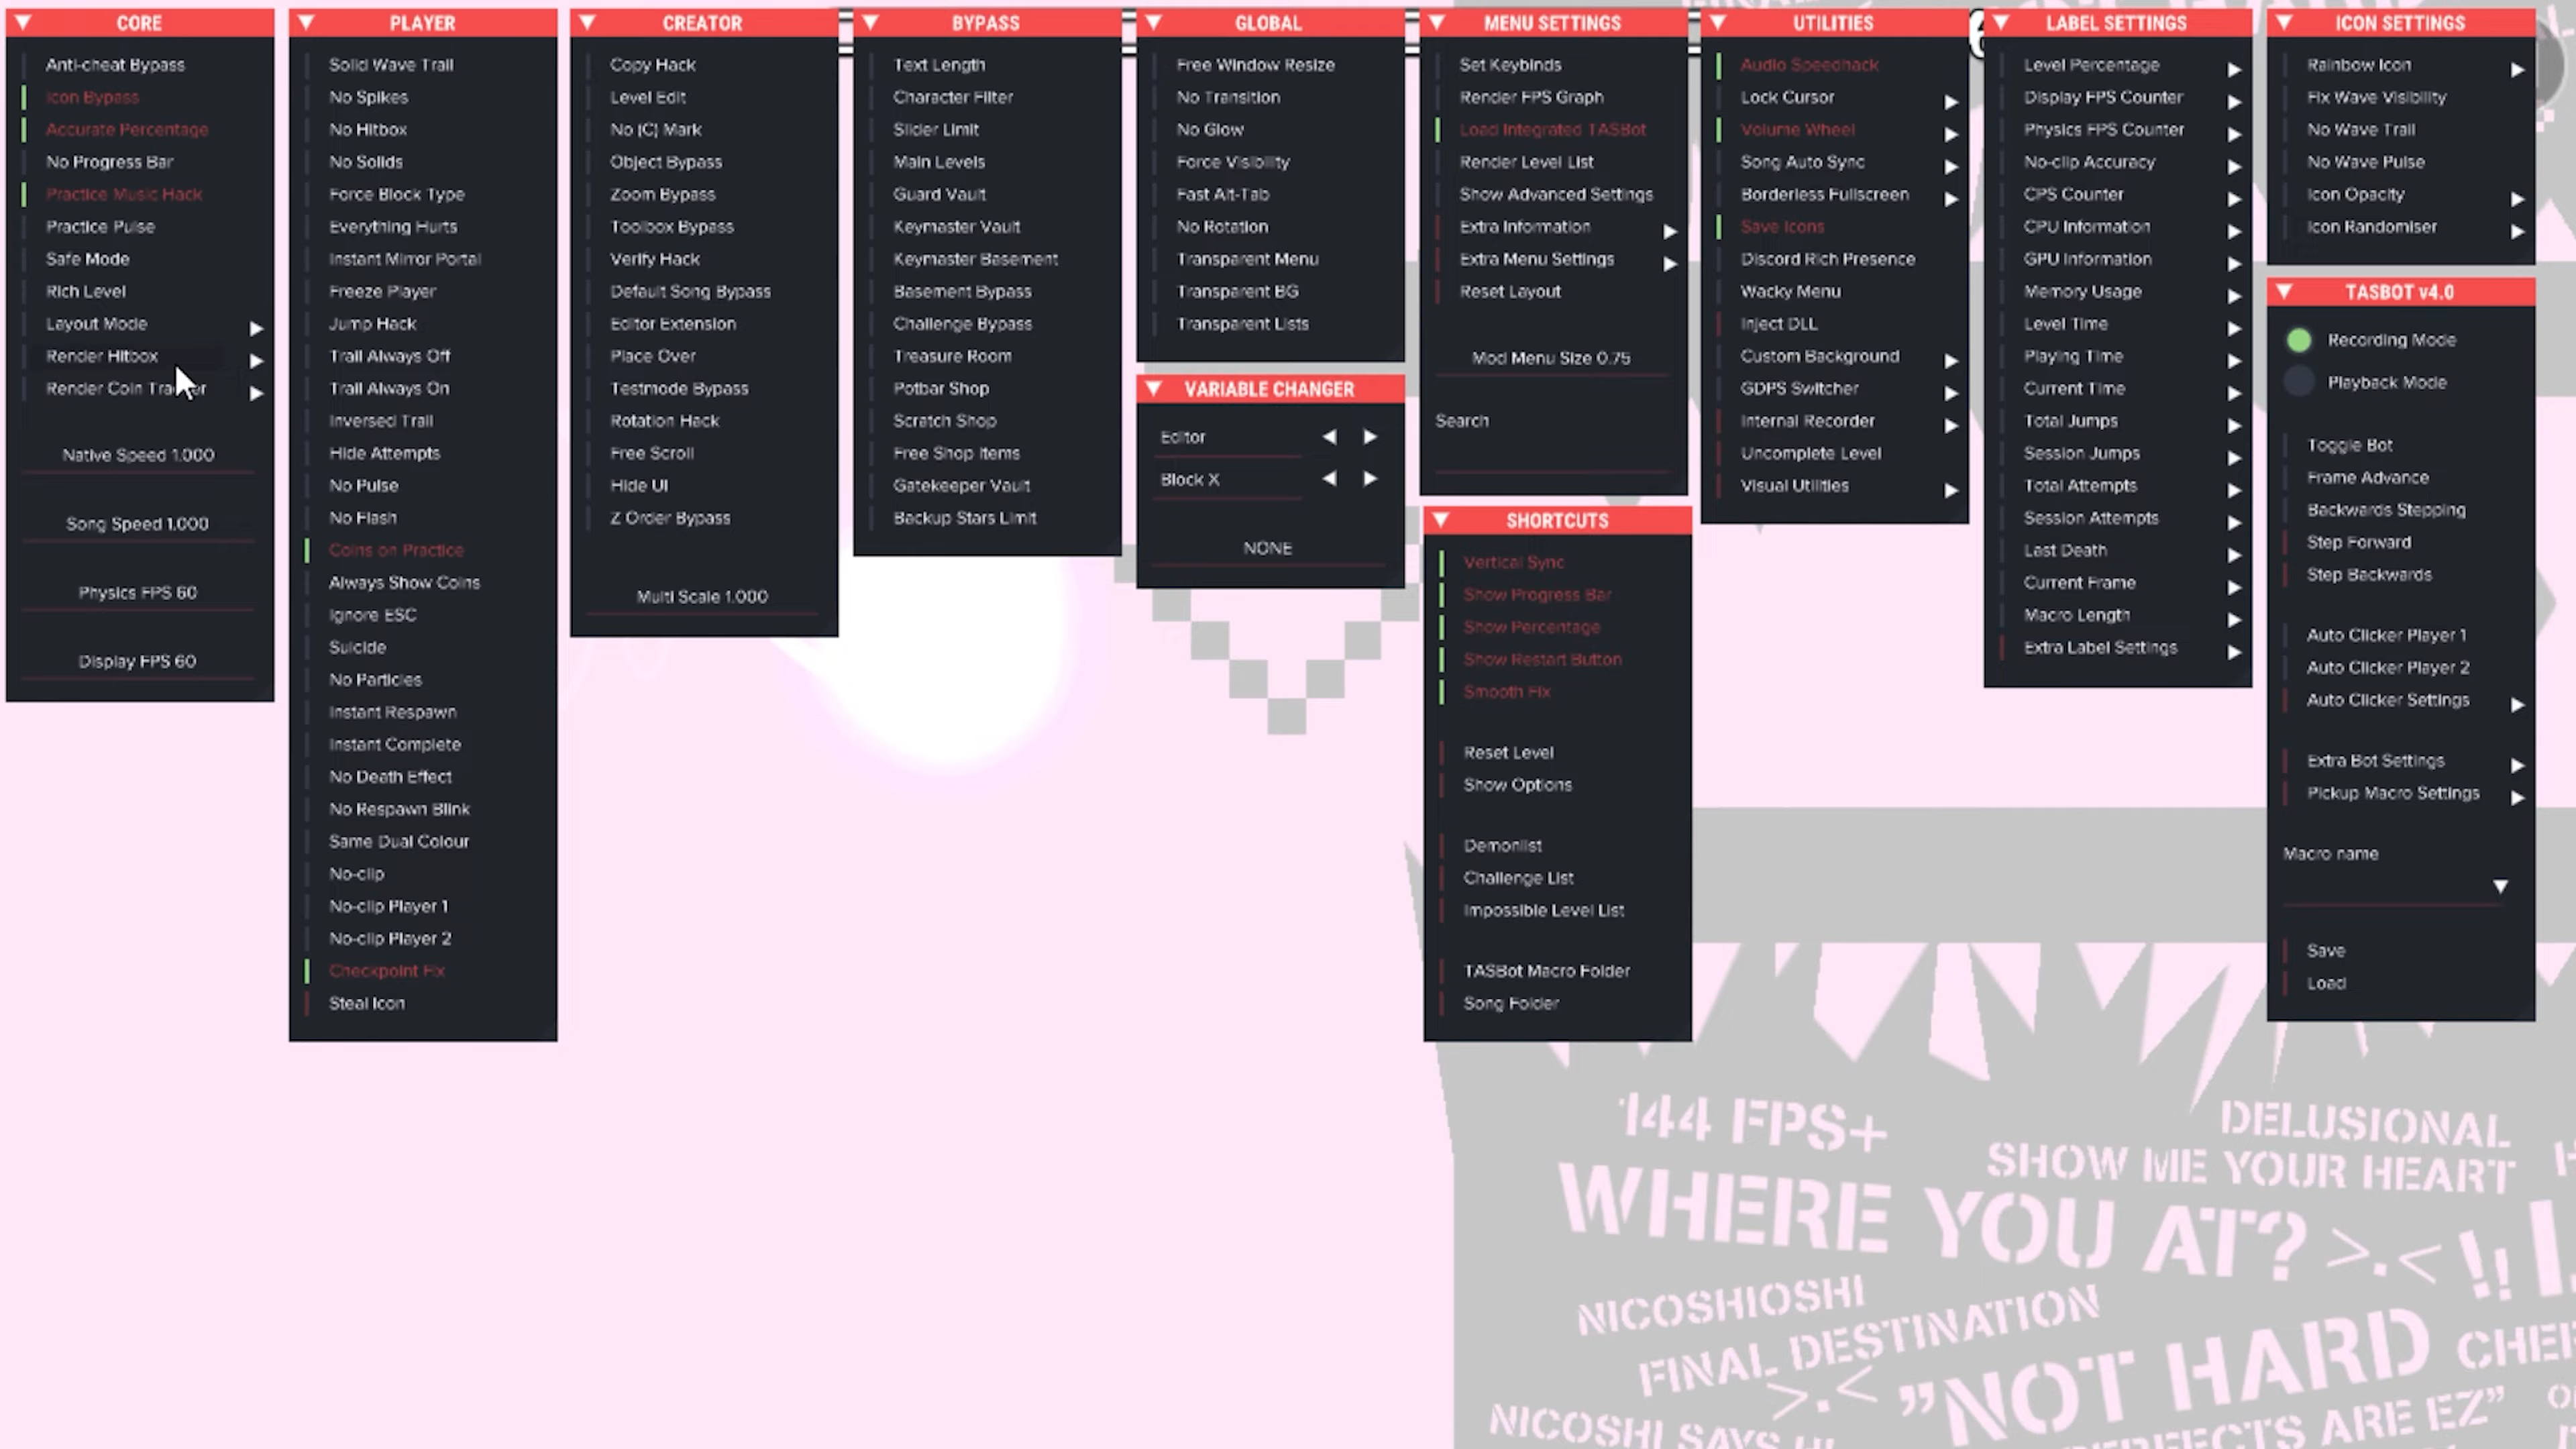 CORE
Anti-cheat Bypass
Icon Bypass
Accurate Percentage
No Progress Bar
Practice Music Hack
Practice Pulse
Safe Mode
Rich Level
Layout Mode
Render Hitbox
Render Coin
Native Speed 1.000
Song Speed 1.000
Physics FPS 60
Display FPS 60
PLAYER
Solid Wave Trail
No Spikes
No Hitbox
No Solids
Force Block Type
Everything Hurts
Instant Mirror Portal
Freeze Player
Jump Hack
Trail Always Off
Trail Always On
Inversed Trail
Hide Attempts
No Pulse
No Flash
Coins on Practice
Always Show Coins
Ignore ESC
Suicide
No Particles
Instant Respawn
Instant Complete
No Death Effect
No Respawn Blink
Same Dual Colour
No-clip
No-clip Player 1
No-clip Player 2
Checkpoint Fix
Steal Icon
CREATOR
Copy Hack
Level Edit
No (C) Mark
Object Bypass
Zoom Bypass
Toolbox Bypass
Verify Hack
Default Song Bypass
Editor Extension
Place Over
Testmode Bypass
Rotation Hack
Free Scroll
Hide UI
Z Order Bypass
Multi Scale 1.000
BYPASS
Text Length
Character Filter
Slider Limit
Main Levels
Guard Vault
Keymaster Vault
Keymaster Basement
Basement Bypass
Challenge Bypass
Treasure Room
Potbar Shop
Scratch Shop
Free Shop Items
Gatekeeper Vault
Backup Stars Limit
GLOBAL
Free Window Resize
No Transition
No Glow
Force Visibility
Fast Alt-Tab
No Rotation
Transparent Menu
Transparent BG
Transparent Lists
VARIABLE CHANGER
Editor
Block X
NONE
MENU SETTINGS
Set Keybinds
Render FPS Graph
Load Integrated TASBot
Render Level List
Show Advanced Settings
Extra Information
Extra Menu Settings
Reset Layout
Mod Menu Size 0.75
Search
SHORTCUTS
Vertical Sync
Show Progress Bar
Show Percentage
Show Restart Button
Smooth Fix
Reset Level
Show Options
Demonlist
Challenge List
Impossible Level List
TASBot Macro Folder
Song Folder
UTILITIES
Audio Speedhack
Lock Cursor
Volume Wheel
Song Auto Sync
Borderless Fullscreen
Save Icons
Discord Rich Presence
Wacky Menu
Inject DLL
Custom Background
GDPS Switcher
Internal Recorder
Uncomplete Level
Visual Utilities
LABEL SETTINGS
Level Percentage
Display FPS Counter
Physics FPS Counter
No-clip Accuracy
CPS Counter
CPU Information
GPU Information
Memory Usage
Level Time
Playing Time
Current Time
Total Jumps
Session Jumps
Total Attempts
Session Attempts
Last Death
Current Frame
Macro Length
Extra Label Settings
ICON SETTINGS
Rainbow Icon
Fix Wave Visibility
No Wave Trail
No Wave Pulse
Icon Opacity
Icon Randomiser
TASBOT v4.0
Recording Mode
Playback Mode
Toggle Bot
Frame Advance
Backwards Stepping
Step Forward
Step Backwards
Auto Clicker Player 1
Auto Clicker Player 2
Auto Clicker Settings
Extra Bot Settings
Pickup Macro Settings
Macro name
Save
Load
144 FPS+
DELUSIONAL
SHOW ME YOUR HEART
WHERE YOU AT? >.< !!
NICOSHIOSHI
FINAL DESTINATION
>.< "NOT HARD
NICOSHI SAYS
ARE EZ"